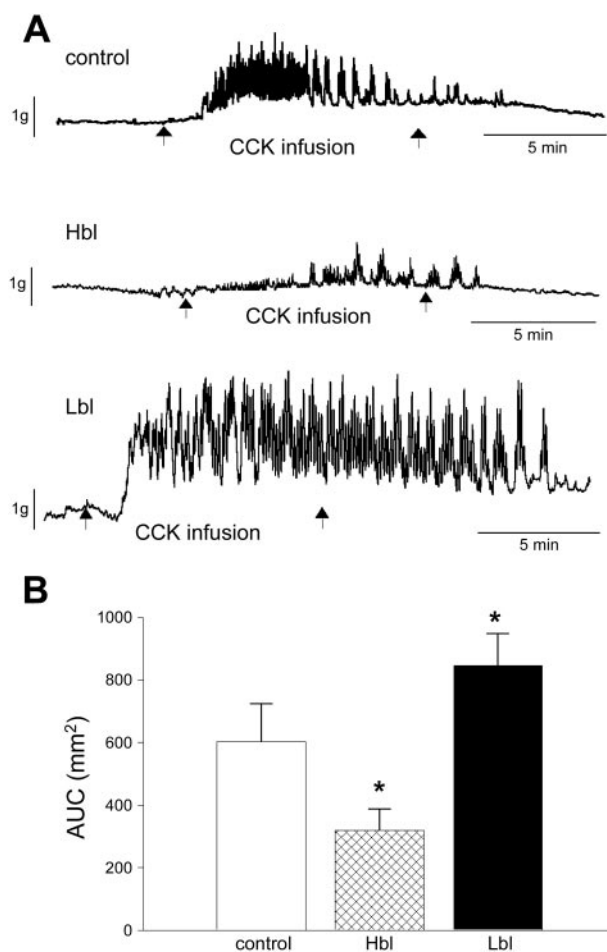 A
control
1g
CCK infusion
5 min
Hbl
1g
CCK infusion
5 min
Lbl
1g
CCK infusion
5 min
B
1000
800
600
400
200
0
AUC (mm²)
*
*
control Hbl Lbl